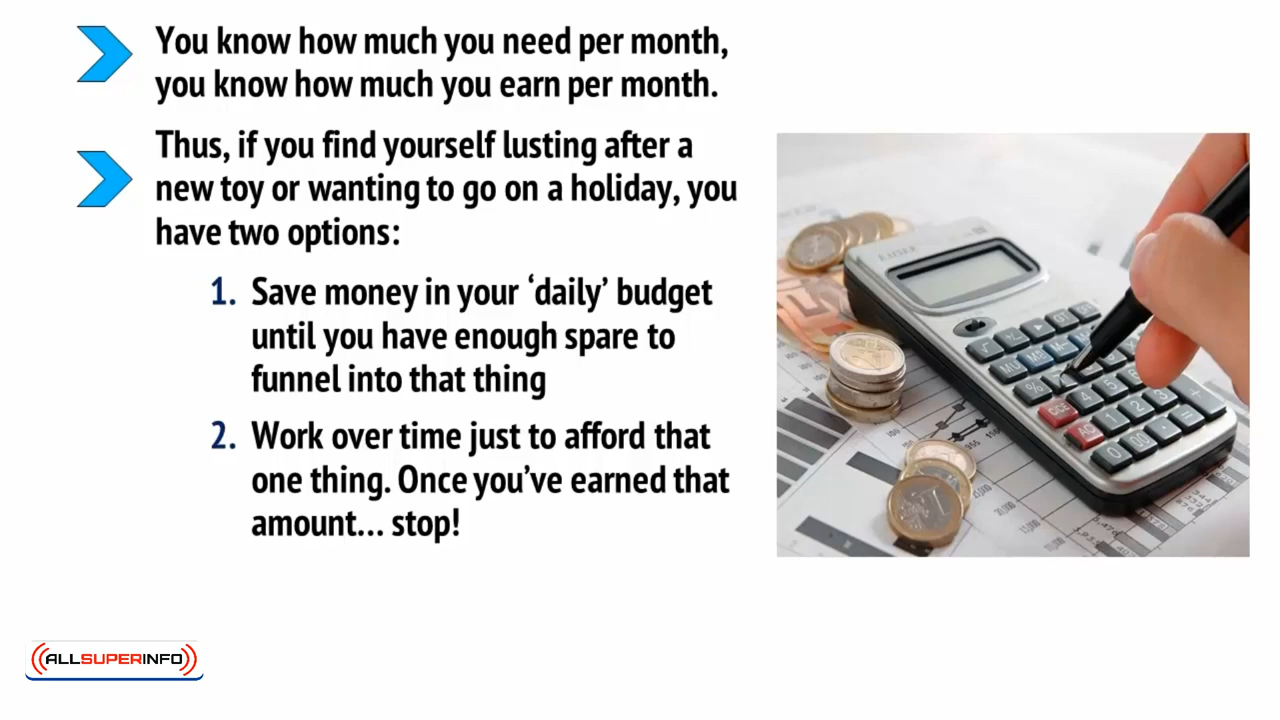 You know how much you need per month,
you know how much you earn per month.
Thus, if you find yourself lusting after a
new toy or wanting to go on a holiday, you
have two options:
1. Save money in your ‘daily’ budget
until you have enough spare to
funnel into that thing
2. Work over time just to afford that
one thing. Once you’ve earned that
amount... stop!
ALLSUPERINFO